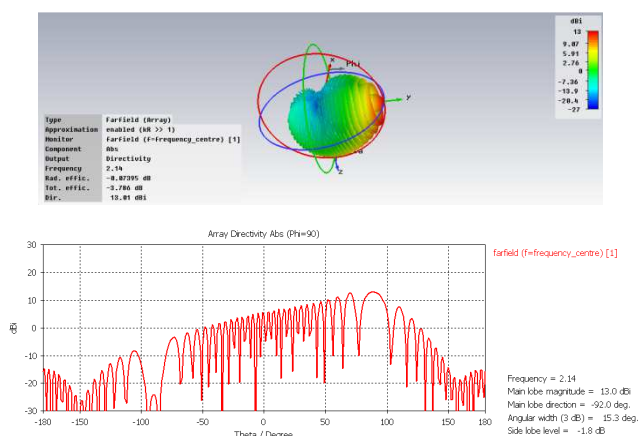 dBi
13
9.87
5.91
2.76
0
-7.36
-13.9
-20.4
-27
x
Phi
y
z
Type Farfield (Array)
Approximation enabled (kR >> 1)
Monitor farfield (f=frequency_centre) [1]
Component Abs
Output Directivity
Frequency 2.14
Rad. effic. -0.07395 dB
Tot. effic. -3.786 dB
Dir. 13.01 dBi
Array Directivity Abs (Phi=90)
farfield (f=frequency_centre) [1]
30
20
10
0
-10
-20
-30
dBi
-180 -150 -100 -50 0 50 100 150 180
Theta / Degree
Frequency = 2.14
Main lobe magnitude = 13.0 dBi
Main lobe direction = -92.0 deg.
Angular width (3 dB) = 15.3 deg.
Side lobe level = -1.8 dB